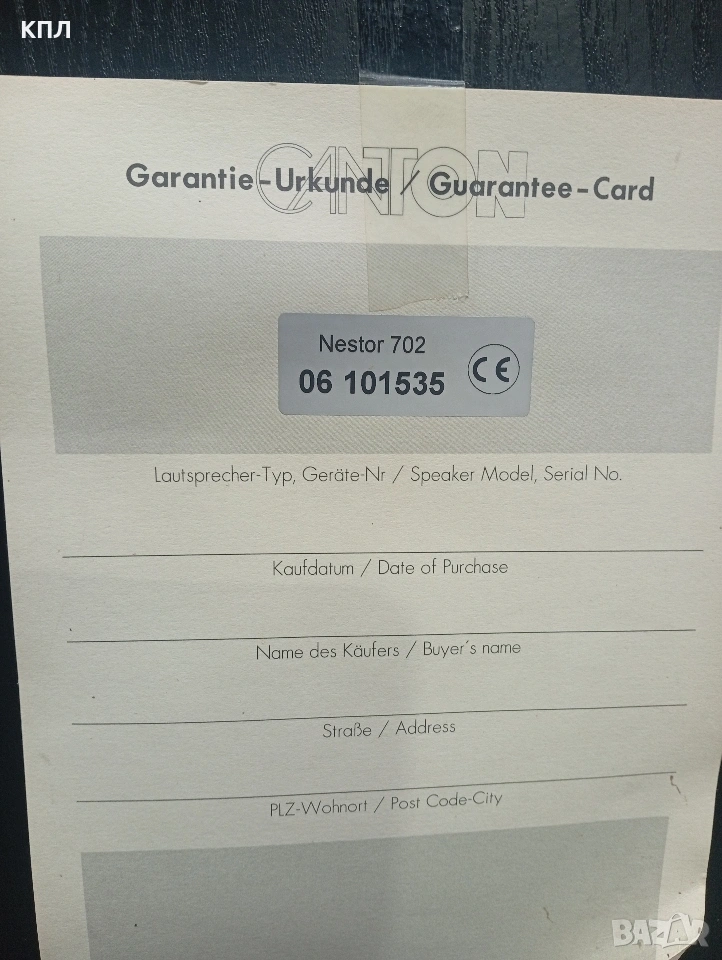 КПЛ
CANTON
Garantie-Urkunde / Guarantee-Card
Nestor 702
06 101535
CE
Lautsprecher-Typ, Geräte-Nr / Speaker Model, Serial No.
Kaufdatum / Date of Purchase
Name des Käufers / Buyer´s name
Straße / Address
PLZ-Wohnort / Post Code-City
BAZAR